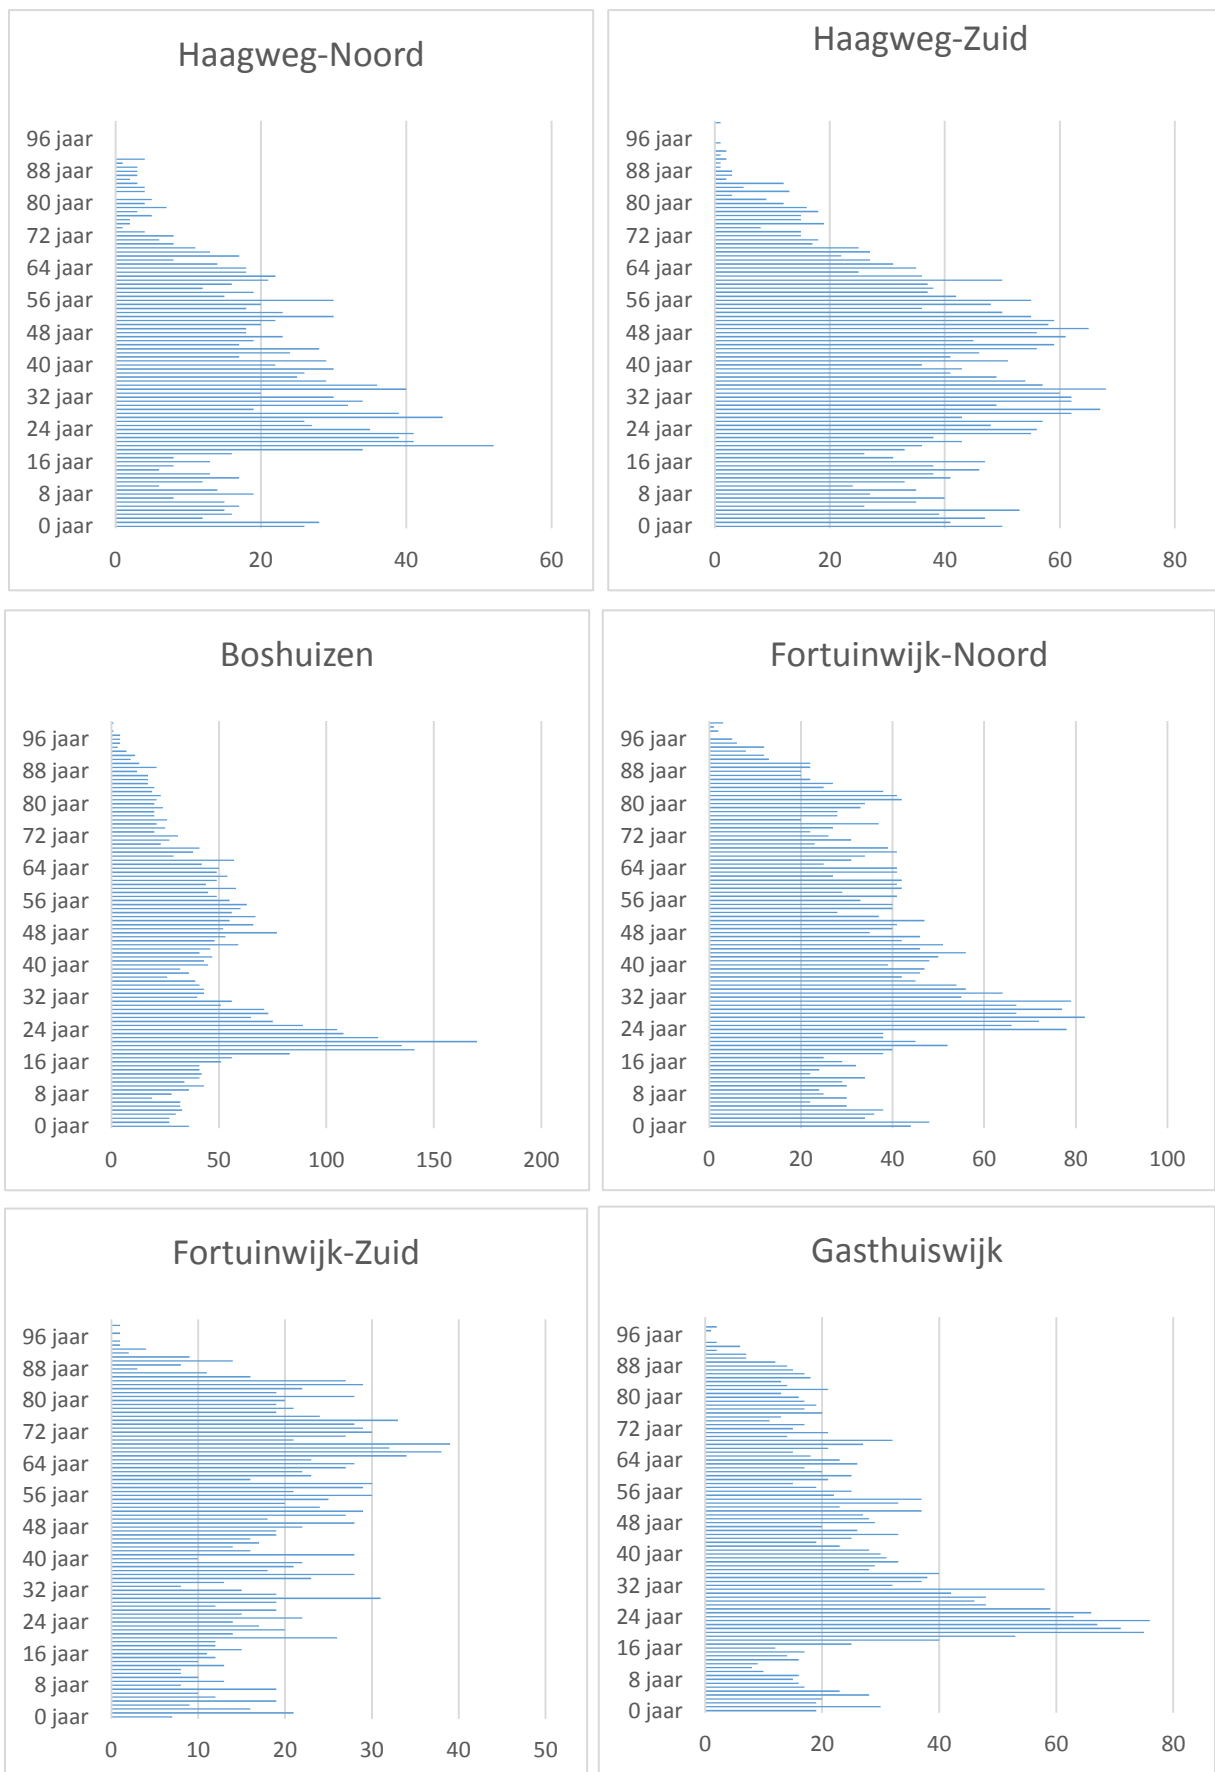 Haagweg-Noord
96 jaar
88 jaar
80 jaar
72 jaar
64 jaar
56 jaar
48 jaar
40 jaar
32 jaar
24 jaar
16 jaar
8 jaar
0 jaar
0 20 40 60
Haagweg-Zuid
96 jaar
88 jaar
80 jaar
72 jaar
64 jaar
56 jaar
48 jaar
40 jaar
32 jaar
24 jaar
16 jaar
8 jaar
0 jaar
0 20 40 60 80
Boshuizen
96 jaar
88 jaar
80 jaar
72 jaar
64 jaar
56 jaar
48 jaar
40 jaar
32 jaar
24 jaar
16 jaar
8 jaar
0 jaar
0 50 100 150 200
Fortuinwijk-Noord
96 jaar
88 jaar
80 jaar
72 jaar
64 jaar
56 jaar
48 jaar
40 jaar
32 jaar
24 jaar
16 jaar
8 jaar
0 jaar
0 20 40 60 80 100
Fortuinwijk-Zuid
96 jaar
88 jaar
80 jaar
72 jaar
64 jaar
56 jaar
48 jaar
40 jaar
32 jaar
24 jaar
16 jaar
8 jaar
0 jaar
0 10 20 30 40 50
Gasthuiswijk
96 jaar
88 jaar
80 jaar
72 jaar
64 jaar
56 jaar
48 jaar
40 jaar
32 jaar
24 jaar
16 jaar
8 jaar
0 jaar
0 20 40 60 80